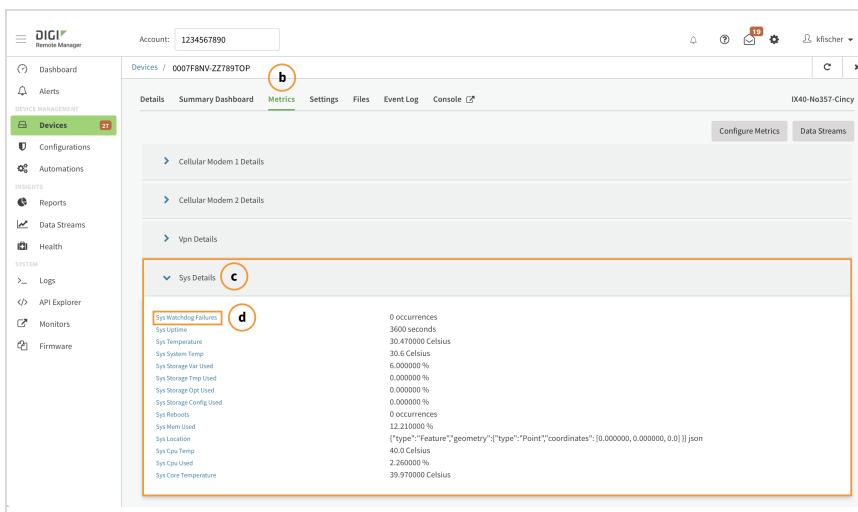 DIGI
Remote Manager
Account: 1234567890
19
kfischer
Dashboard
Alerts
DEVICE MANAGEMENT
Devices 27
Configurations
Automations
INSIGHTS
Reports
Data Streams
Health
SYSTEM
Logs
API Explorer
Monitors
Firmware
Devices / 0007F8NV-ZZ789TOP
b
Details Summary Dashboard Metrics Settings Files Event Log Console IX40-No357-Cincy
Configure Metrics Data Streams
Cellular Modem 1 Details
Cellular Modem 2 Details
Vpn Details
Sys Details c
Sys Watchdog Failures d 0 occurrences
Sys Uptime 3600 seconds
Sys Temperature 30.470000 Celsius
Sys System Temp 30.6 Celsius
Sys Storage Var Used 6.000000 %
Sys Storage Tmp Used 0.000000 %
Sys Storage Opt Used 0.000000 %
Sys Storage Config Used 0.000000 %
Sys Reboots 0 occurrences
Sys Mem Used 12.210000 %
Sys Location {"type":"Feature","geometry":{"type":"Point","coordinates": [0.000000, 0.000000, 0.0] }} json
Sys Cpu Temp 40.0 Celsius
Sys Cpu Used 2.260000 %
Sys Core Temperature 39.970000 Celsius